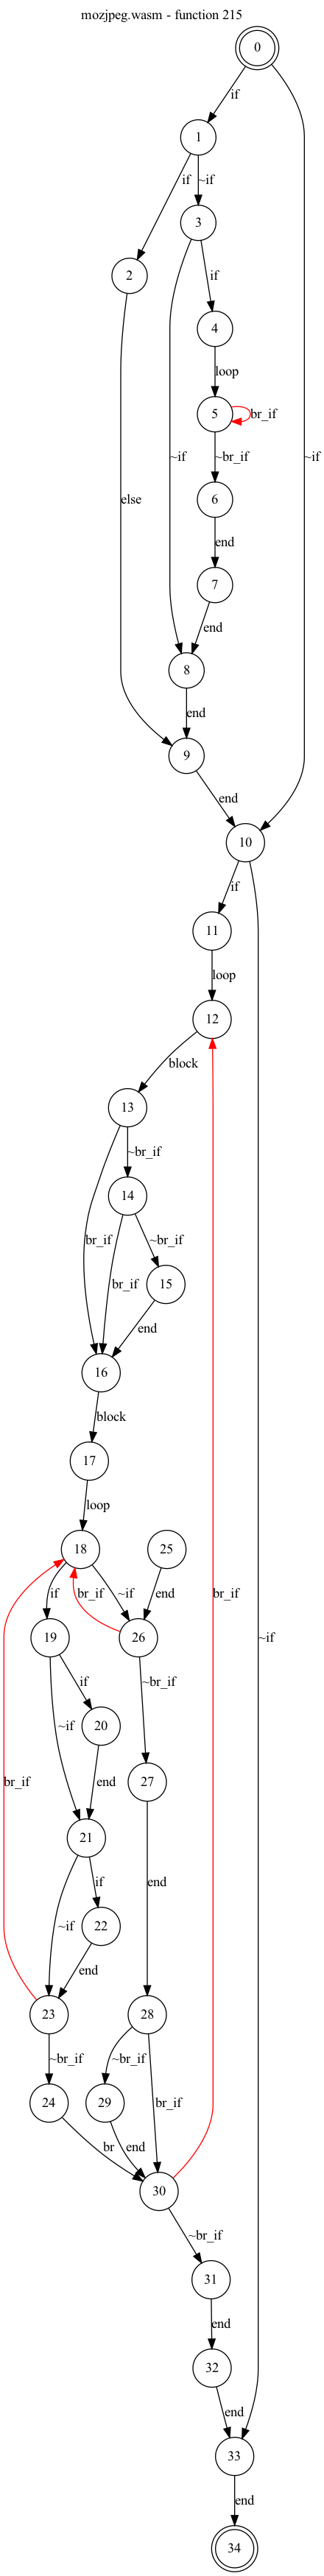 mozjpeg.wasm - function 215
0
if
1
if
~if
3
2
if
4
loop
5
br_if
~if
~br_if
~if
6
else
end
7
end
8
end
9
end
10
if
11
loop
12
block
13
~br_if
14
br_if
~br_if
br_if
15
end
16
block
17
loop
18
25
if
br_if
~if
end
br_if
19
26
~if
if
~if
~br_if
20
end
27
br_if
21
if
end
~if
22
end
23
28
~br_if
~br_if
24
29
br_if
br
end
30
~br_if
31
end
32
end
33
end
34